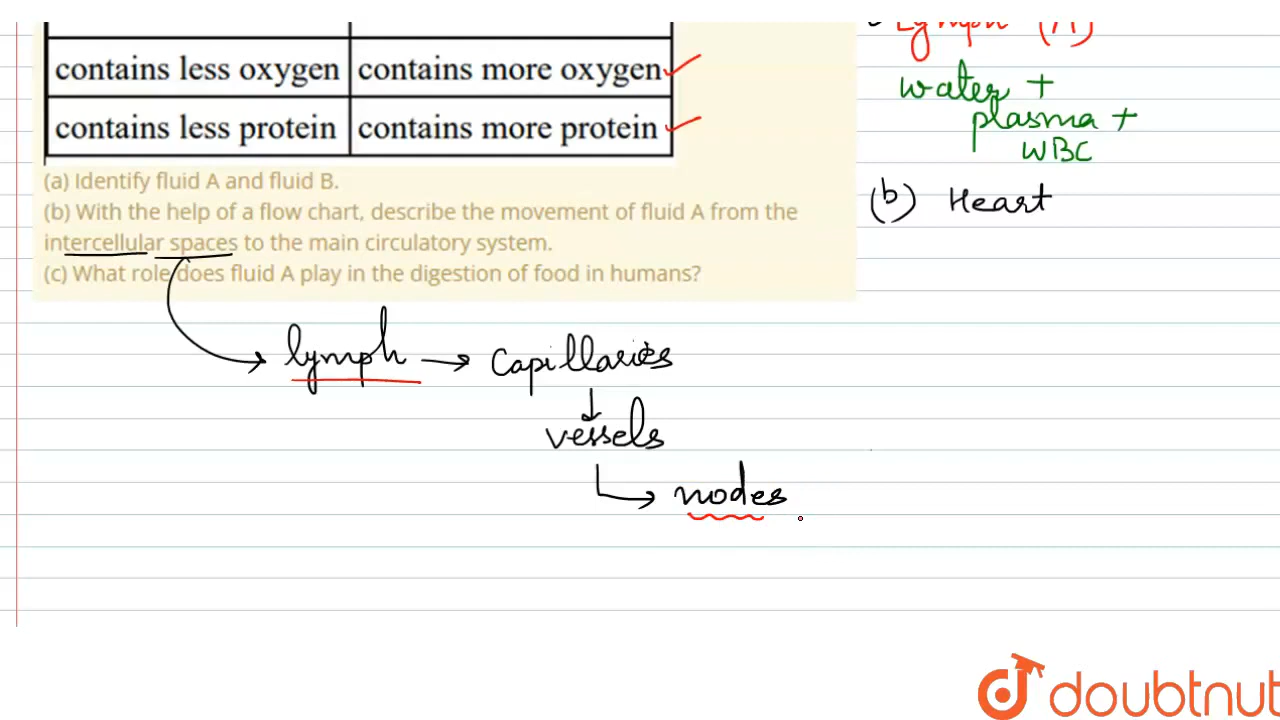 Lymph (A)
contains less oxygen contains more oxygen
contains less protein contains more protein
water +
plasma +
WBC
(a) Identify fluid A and fluid B.
(b) With the help of a flow chart, describe the movement of fluid A from the
intercellular spaces to the main circulatory system.
(c) What role does fluid A play in the digestion of food in humans?
(b) Heart
lymph → capillaries
↓
vessels
→ nodes
doubtnut